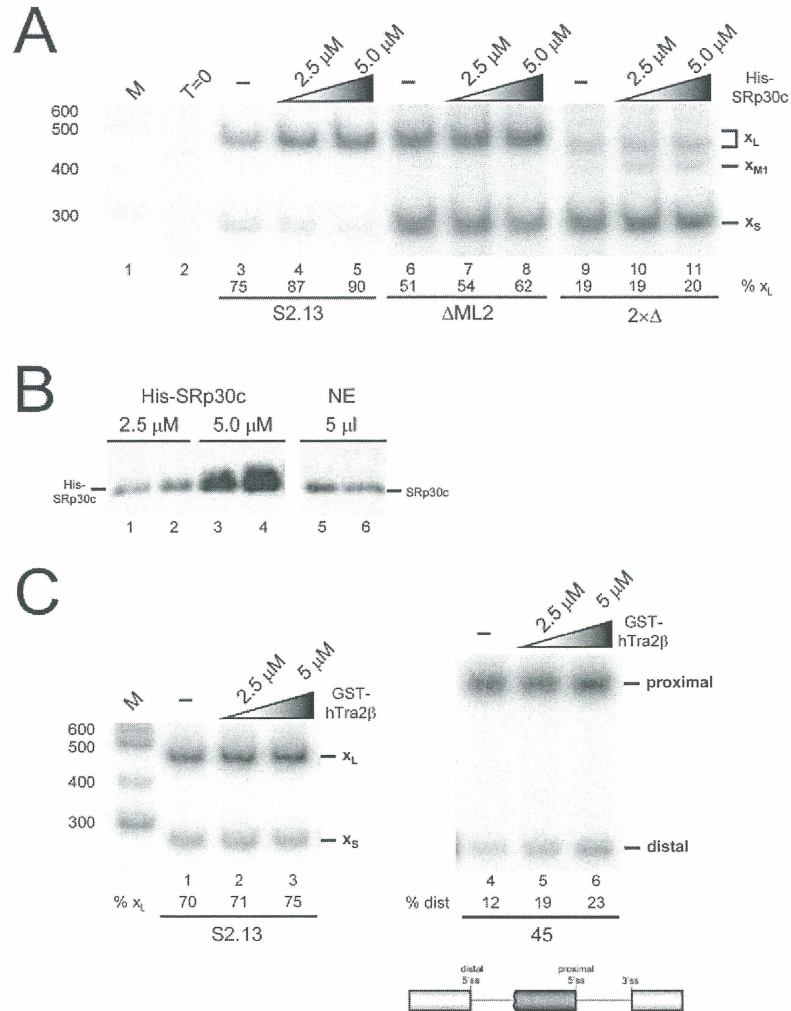 A
M
T=0
–
2.5 µM
5.0 µM
–
2.5 µM
5.0 µM
–
2.5 µM
5.0 µM
His-
SRp30c
600
500
400
300
xL
xM1
xS
1 2 3 4 5 6 7 8 9 10 11
75 87 90 51 54 62 19 19 20 % xL
S2.13 ΔML2 2×Δ
B
His-SRp30c NE
2.5 µM 5.0 µM 5 µl
His-
SRp30c
SRp30c
1 2 3 4 5 6
C
M
–
2.5 µM
5 µM
GST-
hTra2β
600
500
400
300
xL
xS
1 2 3
% xL 70 71 75
S2.13
–
2.5 µM
5 µM
GST-
hTra2β
proximal
distal
4 5 6
% dist 12 19 23
45
distal
5'ss
proximal
5'ss
3'ss